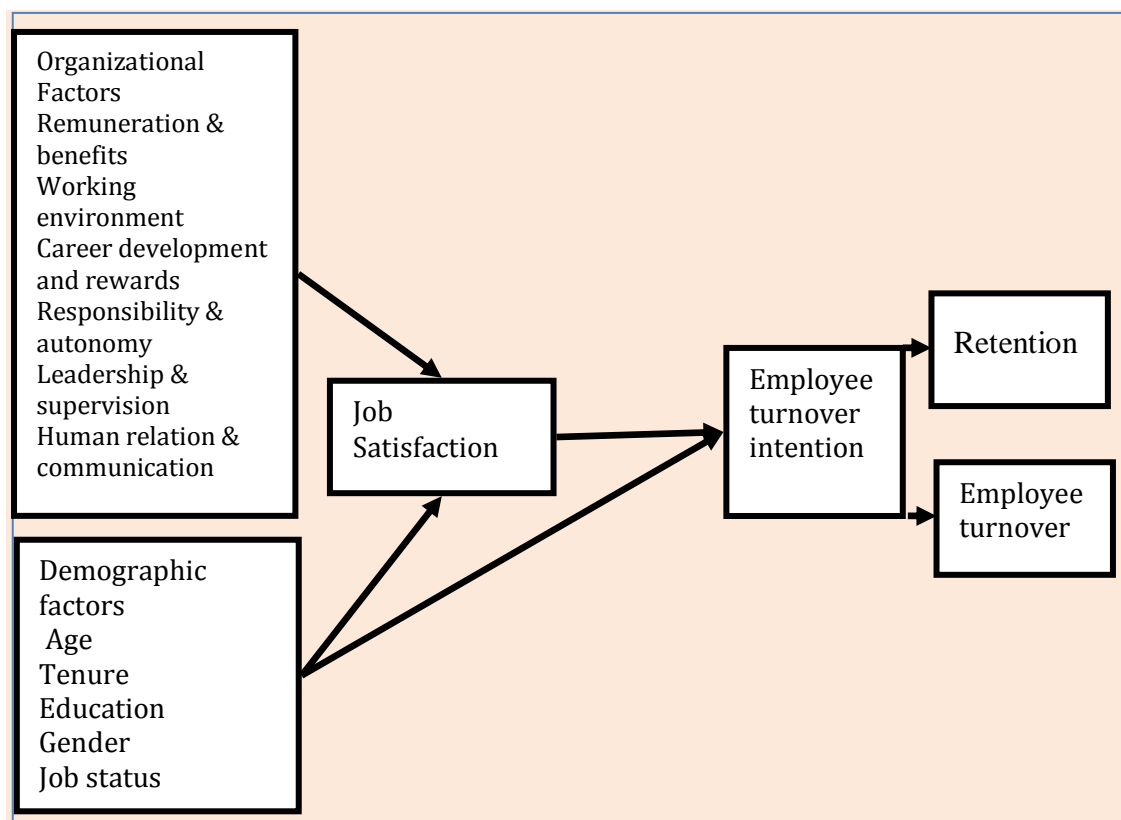 Organizational
Factors
Remuneration &
benefits
Working
environment
Career development
and rewards
Responsibility &
autonomy
Leadership &
supervision
Human relation &
communication
Demographic
factors
Age
Tenure
Education
Gender
Job status
Job
Satisfaction
Employee
turnover
intention
Retention
Employee
turnover